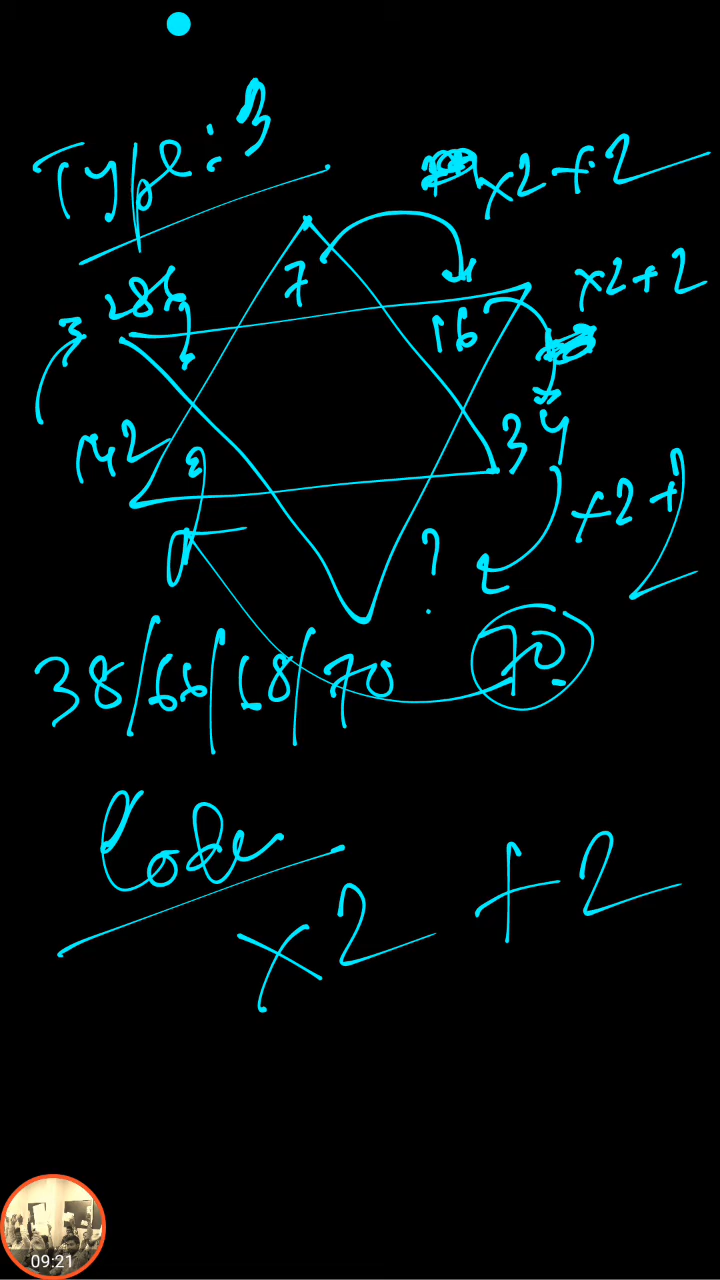 Type: 3
x2 +2
7
286
16
x2+2
142
34
x2 +2
?
38/66/68/70
70
Code
x2 +2
09:21